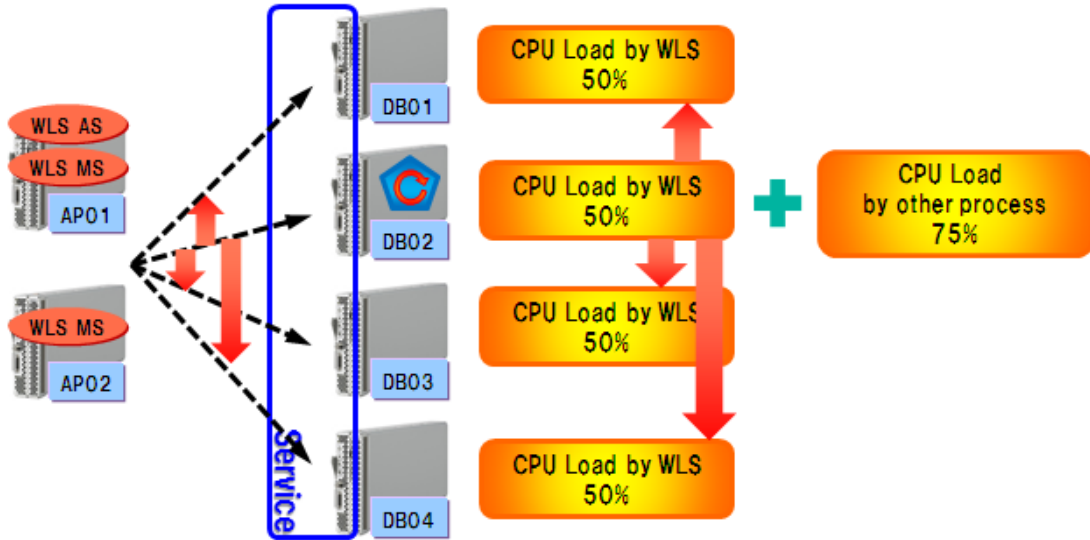 WLS AS
WLS MS
AP01
WLS MS
AP02
Service
DB01
DB02
DB03
DB04
CPU Load by WLS
50%
CPU Load by WLS
50%
CPU Load by WLS
50%
CPU Load by WLS
50%
CPU Load
by other process
75%